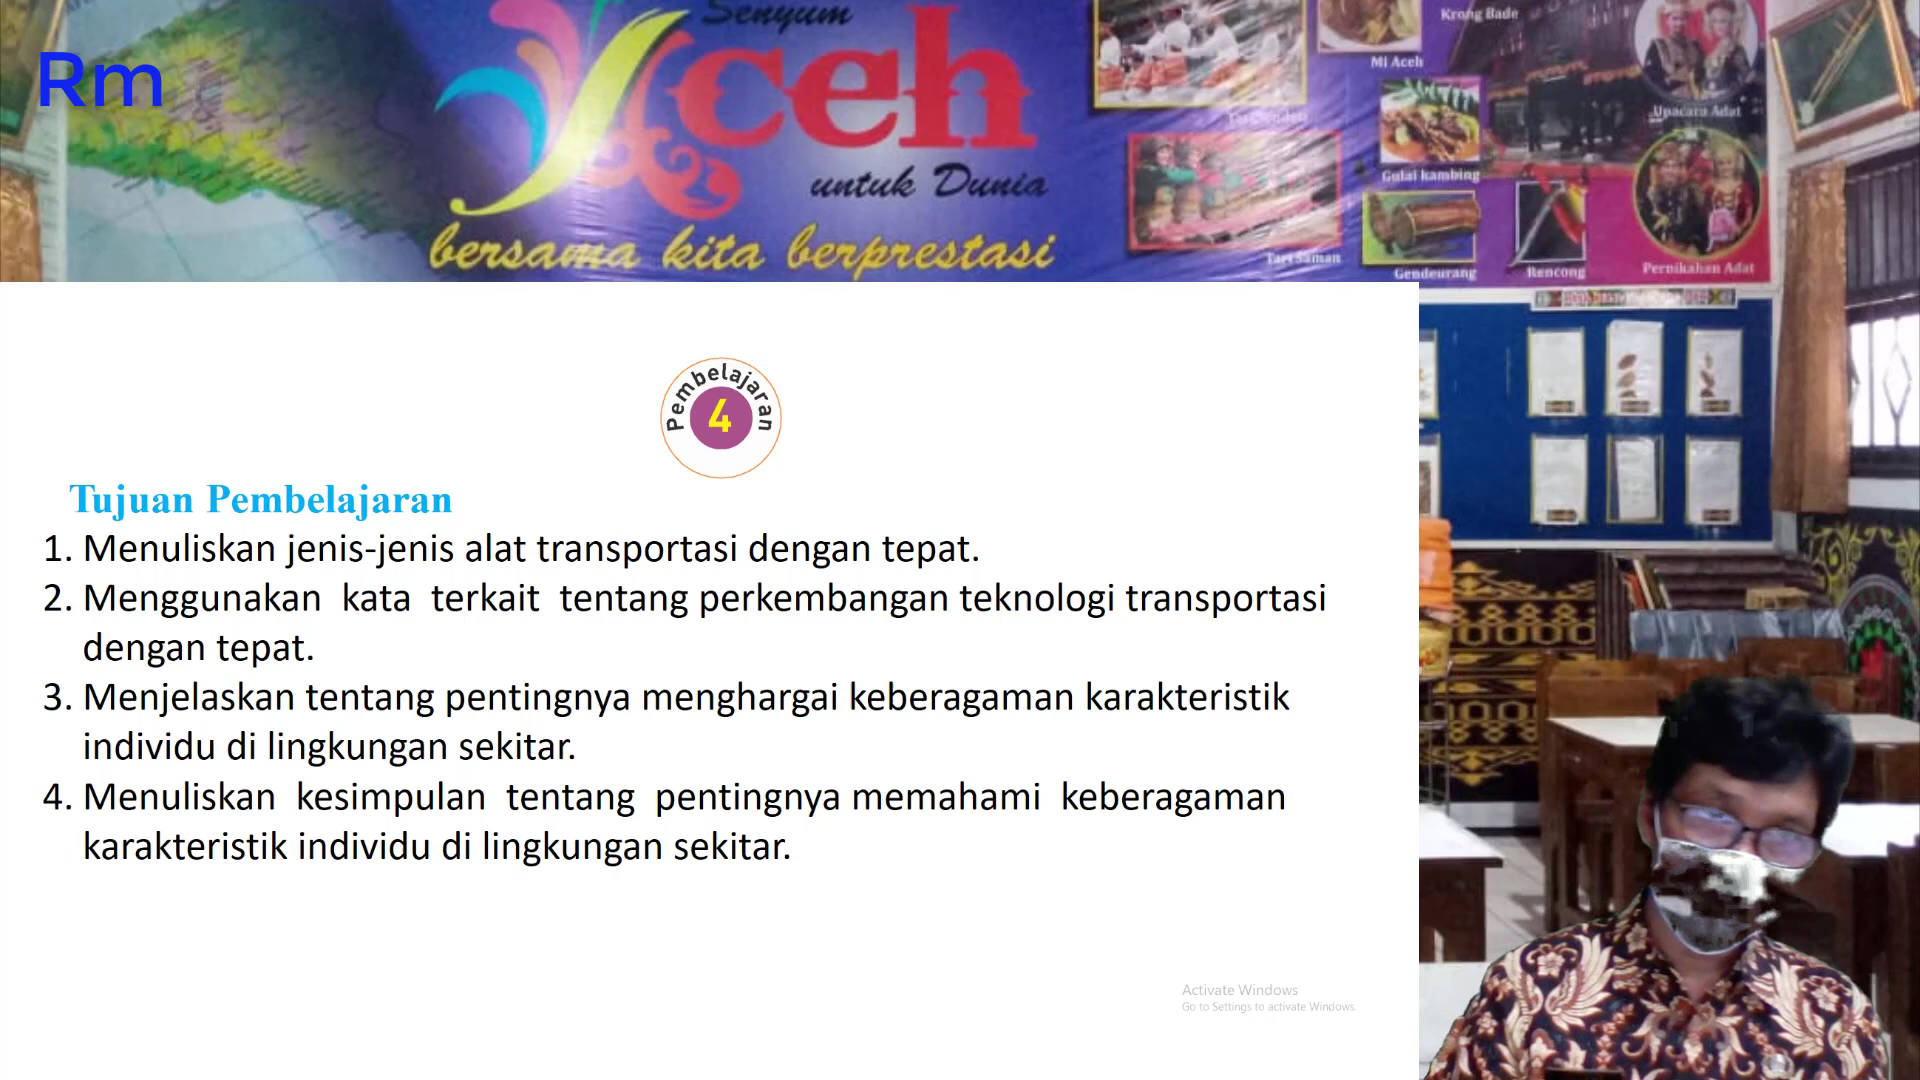 Rm
Senyum
Aceh
untuk Dunia
bersama kita berprestasi
Krong Bade
Mi Aceh
Upacara Adat
Gulai kambing
Tari Saman
Gendeurang
Rencong
Pernikahan Adat
Pembelajaran
4
Tujuan Pembelajaran
1. Menuliskan jenis-jenis alat transportasi dengan tepat.
2. Menggunakan kata terkait tentang perkembangan teknologi transportasi
dengan tepat.
3. Menjelaskan tentang pentingnya menghargai keberagaman karakteristik
individu di lingkungan sekitar.
4. Menuliskan kesimpulan tentang pentingnya memahami keberagaman
karakteristik individu di lingkungan sekitar.
Activate Windows
Go to Settings to activate Windows.